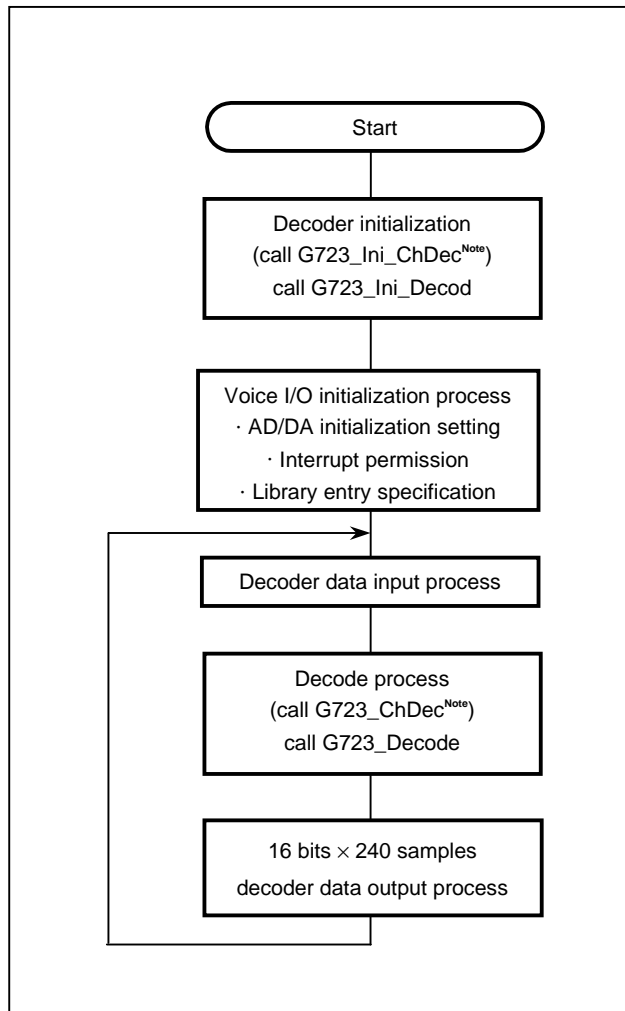 Start
Decoder initialization
(call G723_Ini_ChDecNote)
call G723_Ini_Decod
Voice I/O initialization process
· AD/DA initialization setting
· Interrupt permission
· Library entry specification
Decoder data input process
Decode process
(call G723_ChDecNote)
call G723_Decode
16 bits × 240 samples
decoder data output process